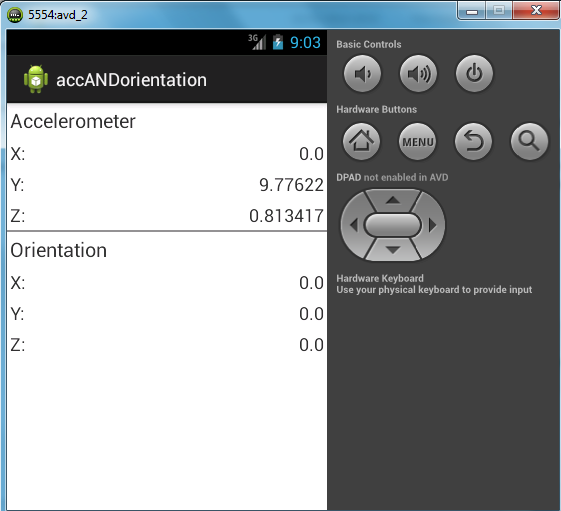 5554:avd_2
3G 9:03
accANDorientation
Accelerometer
X: 0.0
Y: 9.77622
Z: 0.813417
Orientation
X: 0.0
Y: 0.0
Z: 0.0
Basic Controls
Hardware Buttons
MENU
DPAD not enabled in AVD
Hardware Keyboard
Use your physical keyboard to provide input